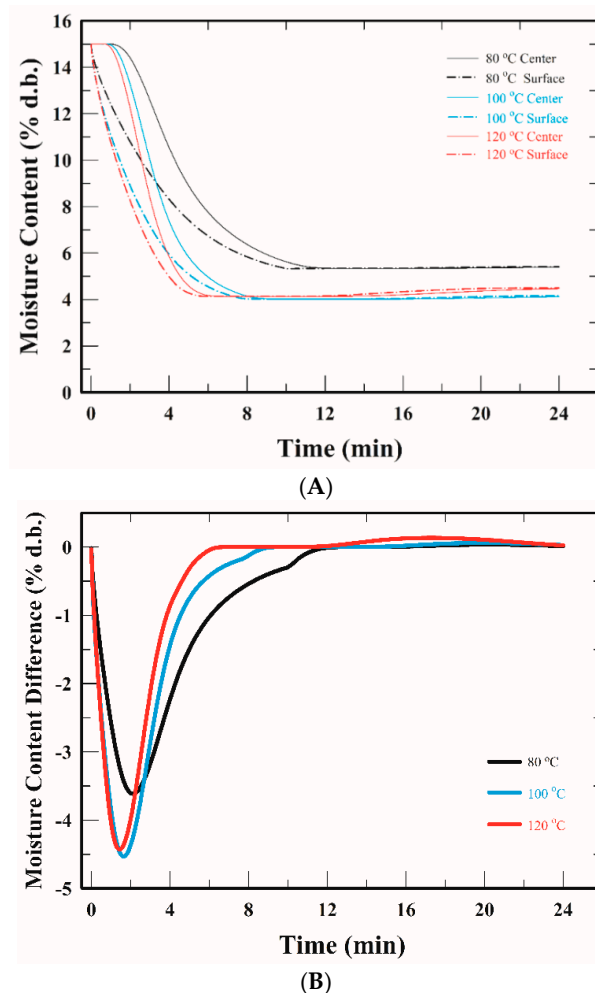 16
14
12
10
8
6
4
2
0
Moisture Content (% d.b.)
80 °C Center
80 °C Surface
100 °C Center
100 °C Surface
120 °C Center
120 °C Surface
0 4 8 12 16 20 24
Time (min)
(A)
0
-1
-2
-3
-4
-5
Moisture Content Difference (% d.b.)
80 °C
100 °C
120 °C
0 4 8 12 16 20 24
Time (min)
(B)